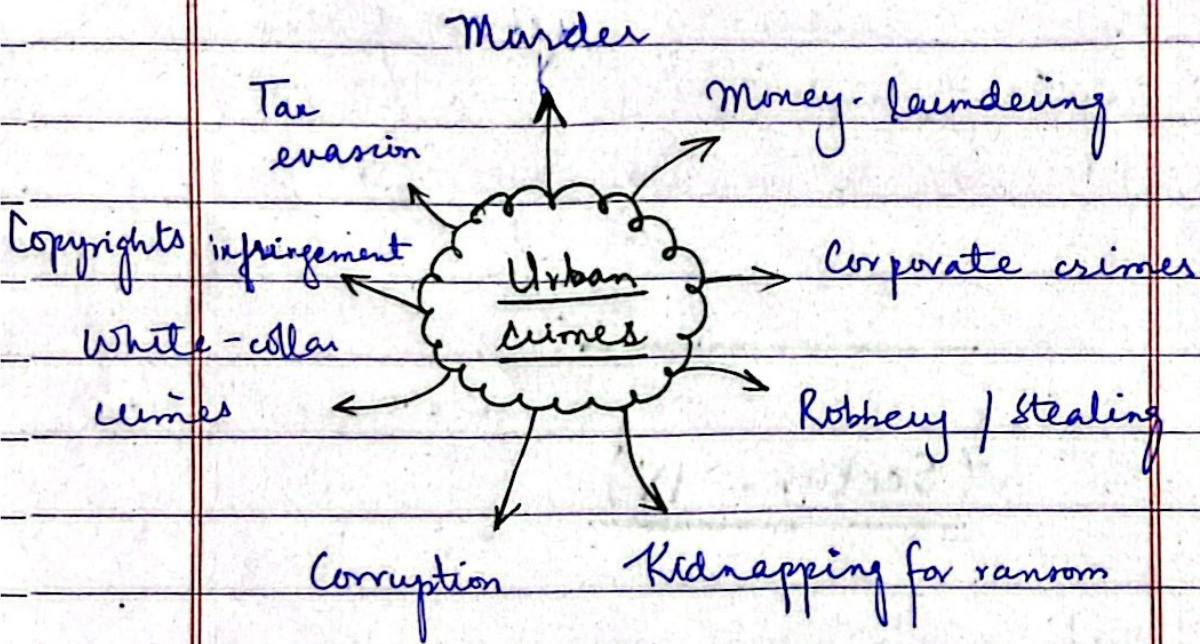 Murder
Money-laundering
Tax
evasion
Copyrights infringement
Urban
crimes
Corporate crimes
White-collar
crimes
Robbery / Stealing
Corruption
Kidnapping for ransom